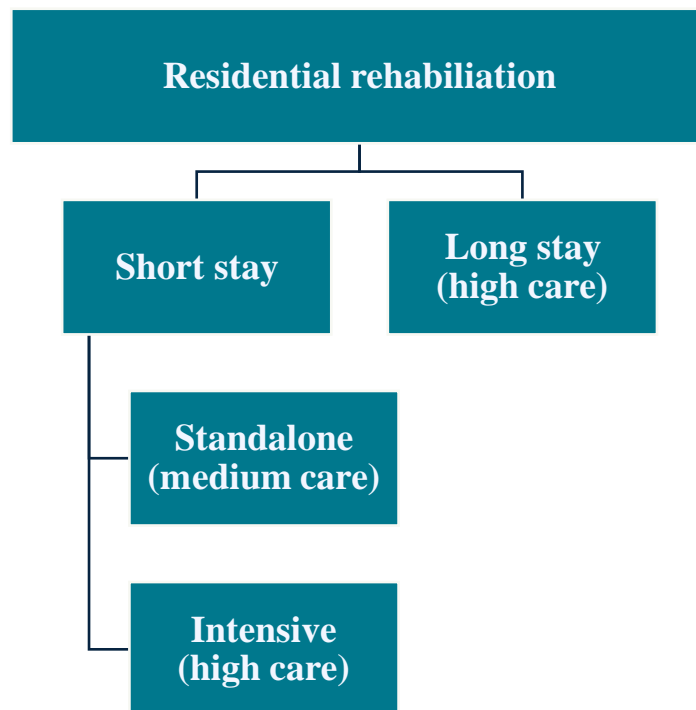 Residential rehabiliation
Short stay
Long stay
(high care)
Standalone
(medium care)
Intensive
(high care)